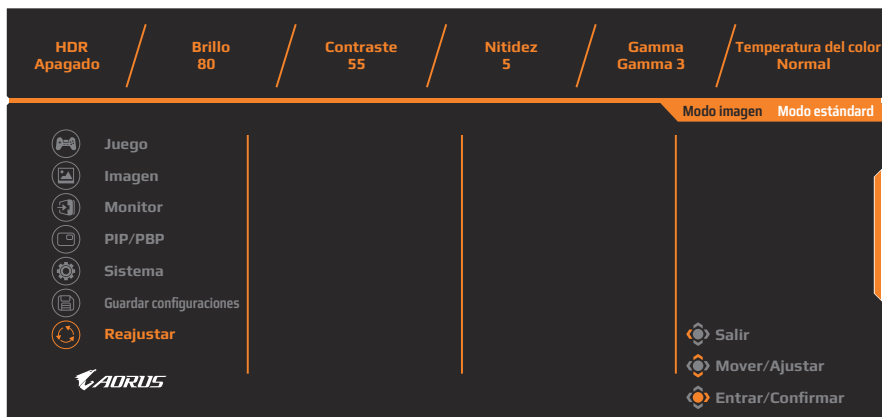 HDR
Apagado
Brillo
80
Contraste
55
Nitidez
5
Gamma
Gamma 3
Temperatura del color
Normal
Modo imagen Modo estándard
Juego
Imagen
Monitor
PIP/PBP
Sistema
Guardar configuraciones
Reajustar
Salir
Mover/Ajustar
Entrar/Confirmar
AORUS